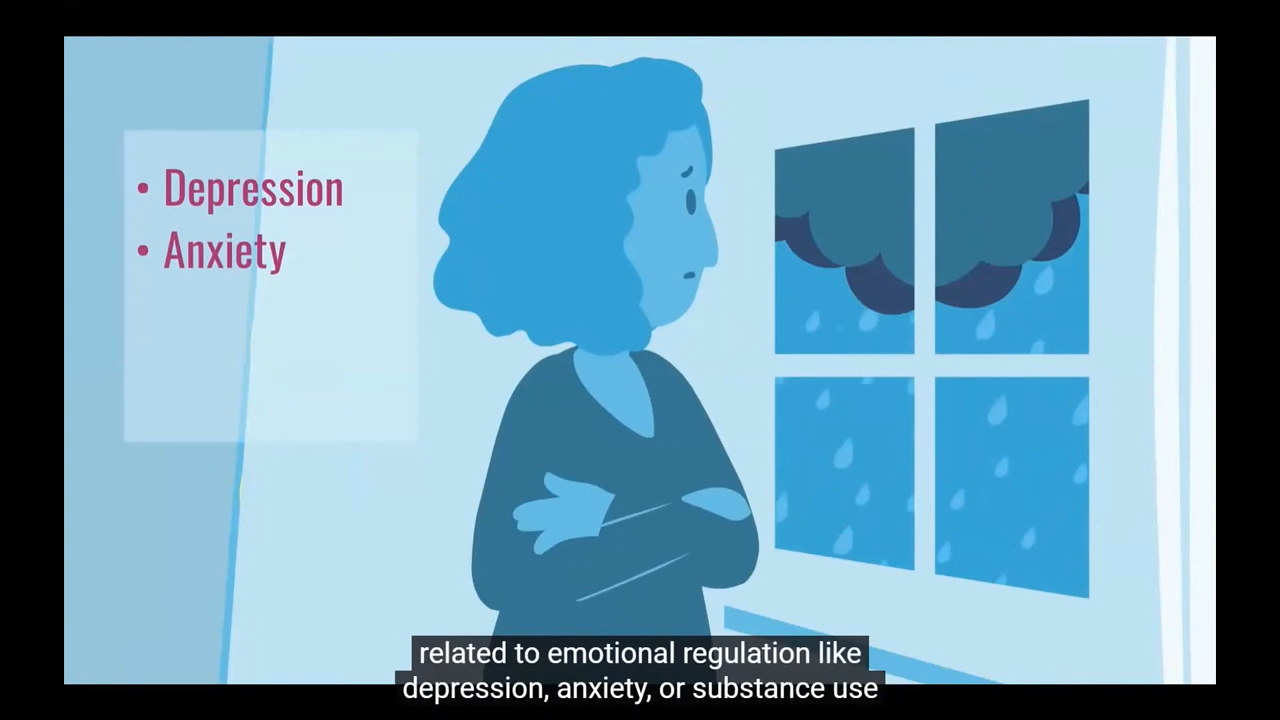 • Depression
• Anxiety
related to emotional regulation like
depression, anxiety, or substance use